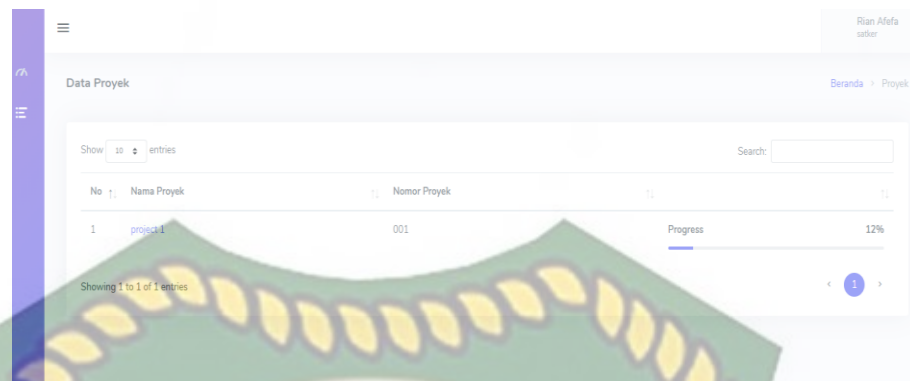 Rian Afefa
satker
Data Proyek
Beranda > Proyek
Show 10 entries
Search:
No Nama Proyek Nomor Proyek
1 project 1 001 Progress 12%
Showing 1 to 1 of 1 entries
< 1 >